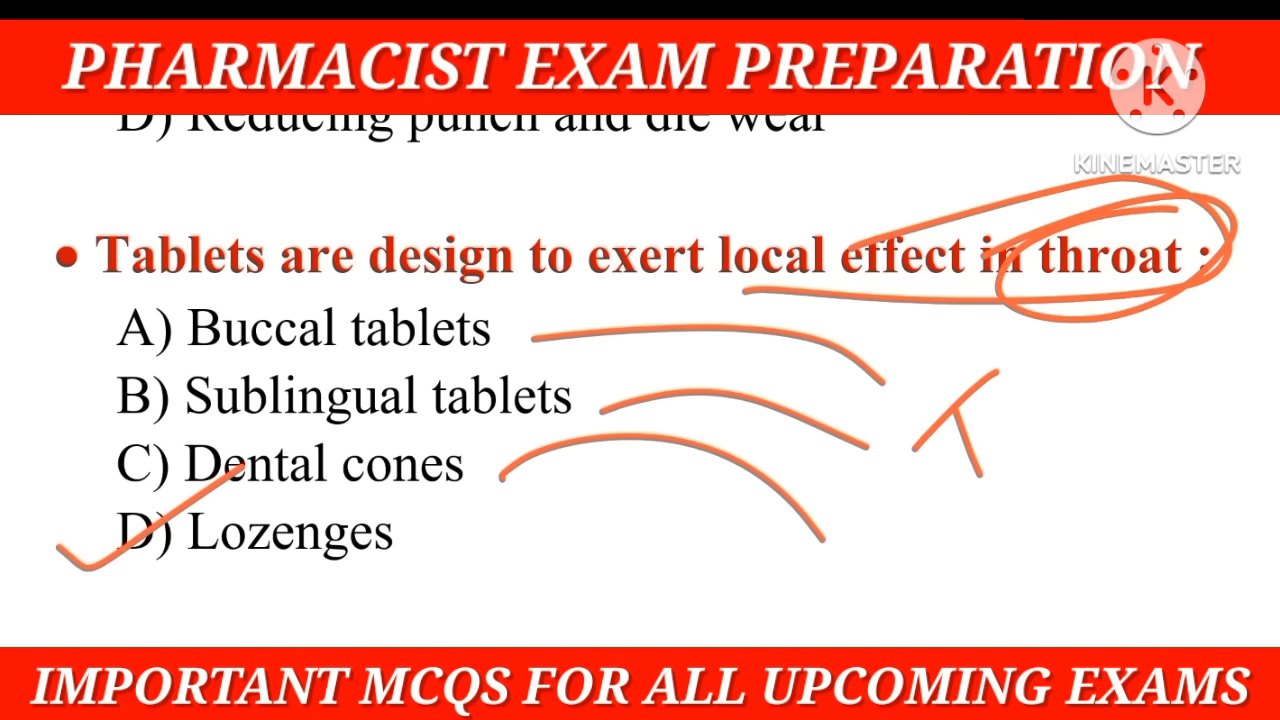 PHARMACIST EXAM PREPARATION
D) Reducing punch and die wear
KINEMASTER
• Tablets are design to exert local effect in throat :
A) Buccal tablets
B) Sublingual tablets
C) Dental cones
D) Lozenges
IMPORTANT MCQS FOR ALL UPCOMING EXAMS